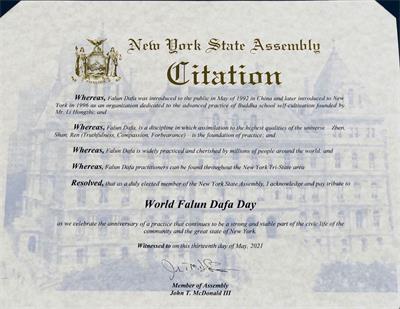 New York State Assembly
Citation
Whereas, Falun Dafa was introduced to the public in May of 1992 in China and later introduced to New
York in 1996 as an organization dedicated to the advanced practice of Buddha school self-cultivation founded by
Mr. Li Hongzhi; and
Whereas, Falun Dafa, is a discipline in which assimilation to the highest qualities of the universe Zhen,
Shan, Ren (Truthfulness, Compassion, Forbearance) - is the foundation of practice; and
Whereas, Falun Dafa is widely practiced and cherished by millions of people around the world; and
Whereas, Falun Dafa practitioners can be found throughout the New York Tri-State area
Resolved, that as a duly elected member of the New York State Assembly, I acknowledge and pay tribute to
World Falun Dafa Day
as we celebrate the anniversary of a practice that continues to be a strong and viable part of the civic life of the
community and the great state of New York.
Witnessed to on this thirteenth day of May, 2021
Member of Assembly
John T. McDonald III